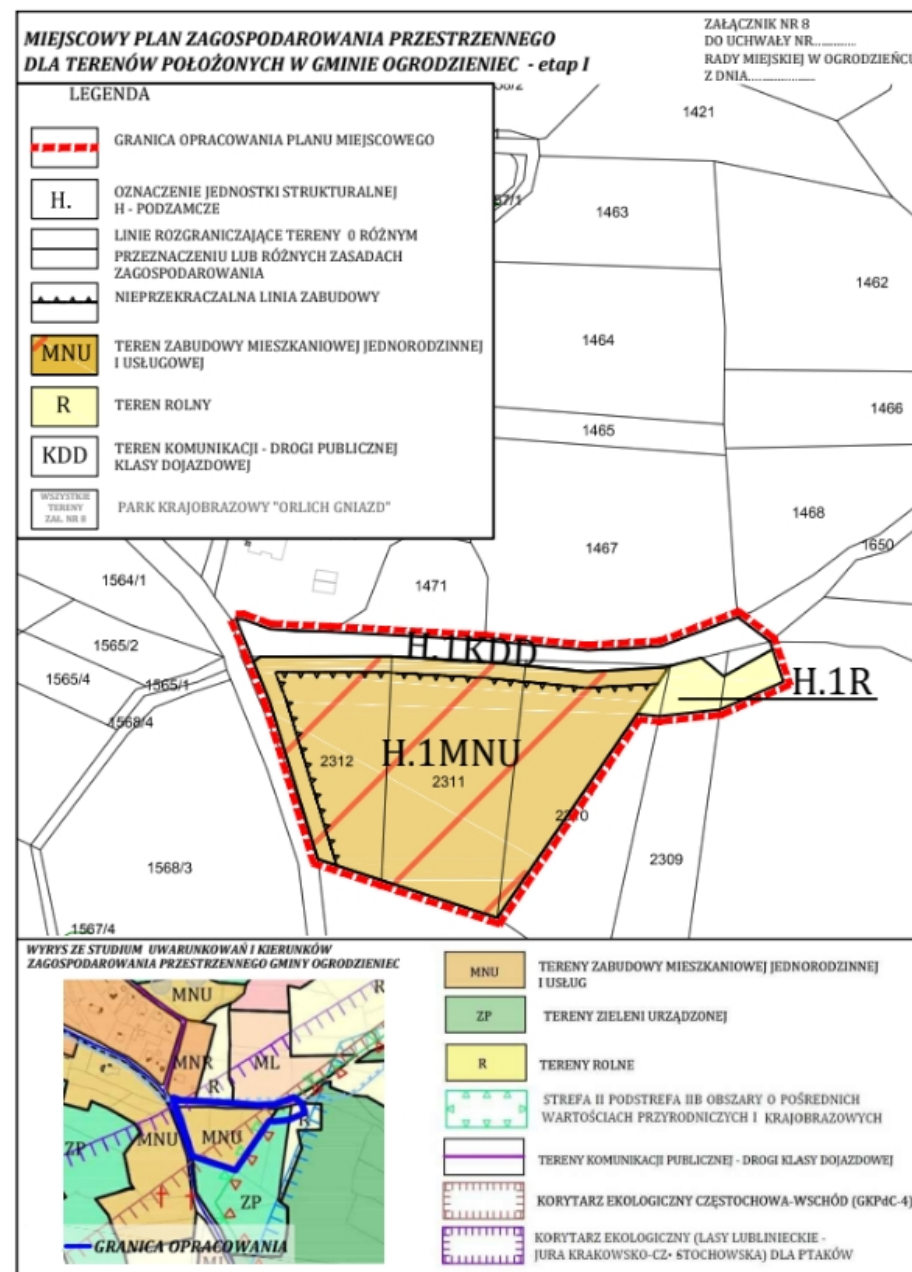 MIEJSCOWY PLAN ZAGOSPODAROWANIA PRZESTRZENNEGO
DLA TERENÓW POŁOŻONYCH W GMINIE OGRODZIENIEC - etap I
ZAŁĄCZNIK NR 8
DO UCHWAŁY NR............
RADY MIEJSKIEJ W OGRODZIEŃCU
Z DNIA..................
LEGENDA
GRANICA OPRACOWANIA PLANU MIEJSCOWEGO
H.
OZNACZENIE JEDNOSTKI STRUKTURALNEJ
H - PODZAMCZE
LINIE ROZGRANICZAJĄCE TERENY 0 RÓŻNYM
PRZEZNACZENIU LUB RÓŻNYCH ZASADACH
ZAGOSPODAROWANIA
NIEPRZEKRACZALNA LINIA ZABUDOWY
MNU
TEREN ZABUDOWY MIESZKANIOWEJ JEDNORODZINNEJ
I USŁUGOWEJ
R
TEREN ROLNY
KDD
TEREN KOMUNIKACJI - DROGI PUBLICZNEJ
KLASY DOJAZDOWEJ
WSZYSTKIE
TERENY
ZAŁ. NR 8
PARK KRAJOBRAZOWY "ORLICH GNIAZD"
1421
1463
1462
1464
1466
1465
1468
1467
1650
1471
1564/1
1565/2
1565/4
1565/1
1568/4
H.1KDD
H.1R
H.1MNU
2312
2311
2310
2309
1568/3
1567/4
WYRYS ZE STUDIUM UWARUNKOWAŃ I KIERUNKÓW
ZAGOSPODAROWANIA PRZESTRZENNEGO GMINY OGRODZIENIEC
MNU
R
MNR
ML
R
MNU
MNU
R
ZP
ZP
GRANICA OPRACOWANIA
MNU
TERENY ZABUDOWY MIESZKANIOWEJ JEDNORODZINNEJ
I USŁUG
ZP
TERENY ZIELENI URZĄDZONEJ
R
TERENY ROLNE
STREFA II PODSTREFA IIB OBSZARY O POŚREDNICH
WARTOŚCIACH PRZYRODNICZYCH I KRAJOBRAZOWYCH
TERENY KOMUNIKACJI PUBLICZNEJ - DROGI KLASY DOJAZDOWEJ
KORYTARZ EKOLOGICZNY CZĘSTOCHOWA-WSCHÓD (GKPdC-4)
KORYTARZ EKOLOGICZNY (LASY LUBLINIECKIE -
JURA KRAKOWSKO-CZ• STOCHOWSKA) DLA PTAKÓW